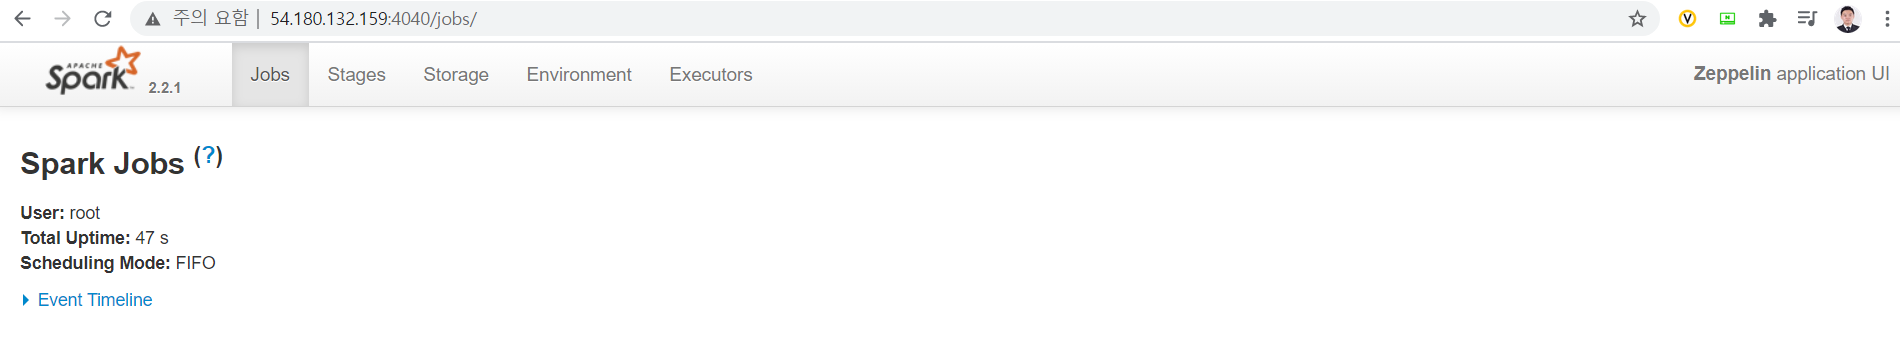 주의 요함 | 54.180.132.159:4040/jobs/
APACHE
Spark 2.2.1 Jobs Stages Storage Environment Executors Zeppelin application UI
Spark Jobs (?)
User: root
Total Uptime: 47 s
Scheduling Mode: FIFO
Event Timeline